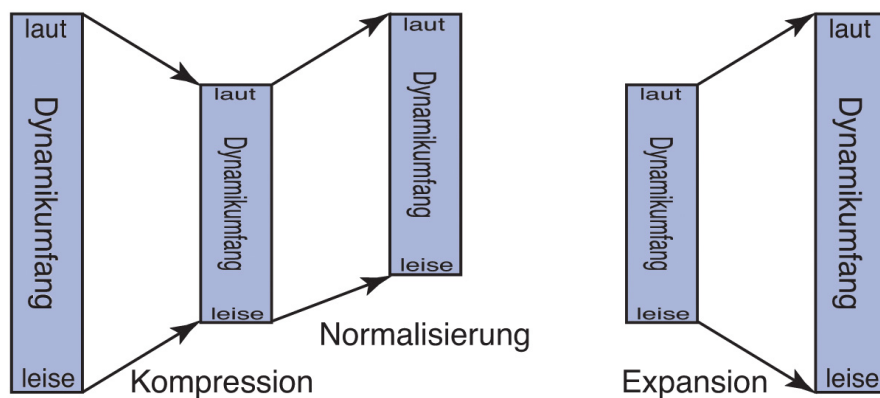 laut
Dynamikumfang
leise
Kompression
laut
Dynamikumfang
leise
Normalisierung
laut
Dynamikumfang
leise
laut
Dynamikumfang
leise
Expansion
laut
Dynamikumfang
leise